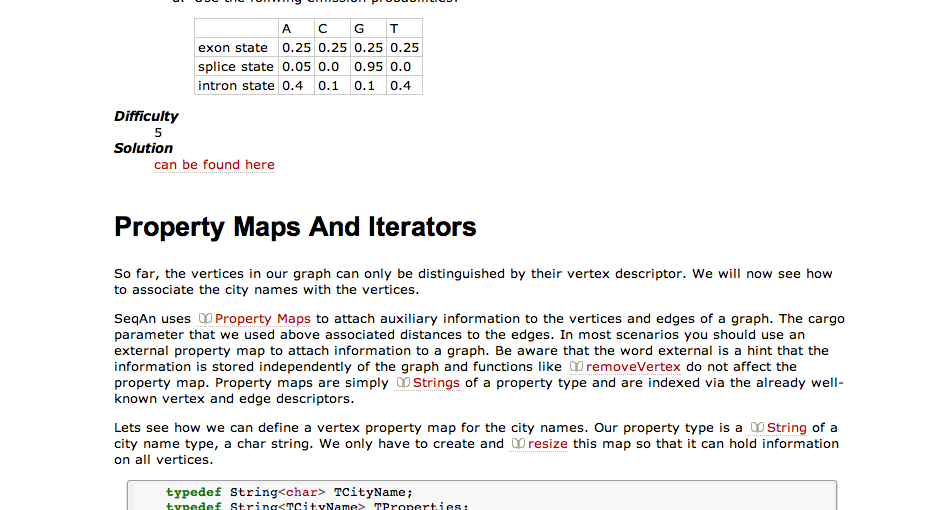 A C G T
exon state 0.25 0.25 0.25 0.25
splice state 0.05 0.0 0.95 0.0
intron state 0.4 0.1 0.1 0.4
Difficulty
5
Solution
can be found here
Property Maps And Iterators
So far, the vertices in our graph can only be distinguished by their vertex descriptor. We will now see how
to associate the city names with the vertices.
SeqAn uses Property Maps to attach auxiliary information to the vertices and edges of a graph. The cargo
parameter that we used above associated distances to the edges. In most scenarios you should use an
external property map to attach information to a graph. Be aware that the word external is a hint that the
information is stored independently of the graph and functions like removeVertex do not affect the
property map. Property maps are simply Strings of a property type and are indexed via the already well-
known vertex and edge descriptors.
Lets see how we can define a vertex property map for the city names. Our property type is a String of a
city name type, a char string. We only have to create and resize this map so that it can hold information
on all vertices.
typedef String<char> TCityName;
typedef String<TCityName> TProperties;